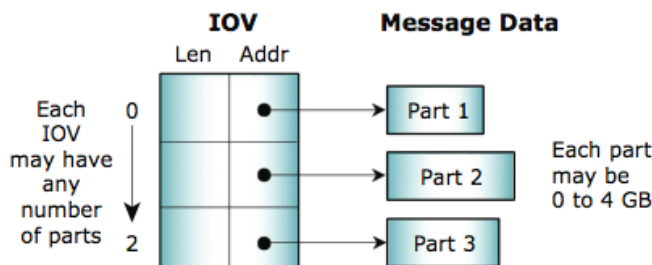 IOV
Message Data
Len Addr
Each
IOV
may have
any
number
of parts
0
2
Part 1
Part 2
Part 3
Each part
may be
0 to 4 GB